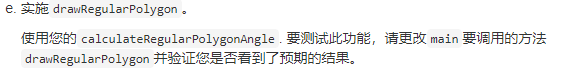 e. 实施 drawRegularPolygon 。
使用您的 calculateRegularPolygonAngle . 要测试此功能，请更改 main 要调用的方法
drawRegularPolygon 并验证您是否看到了预期的结果。